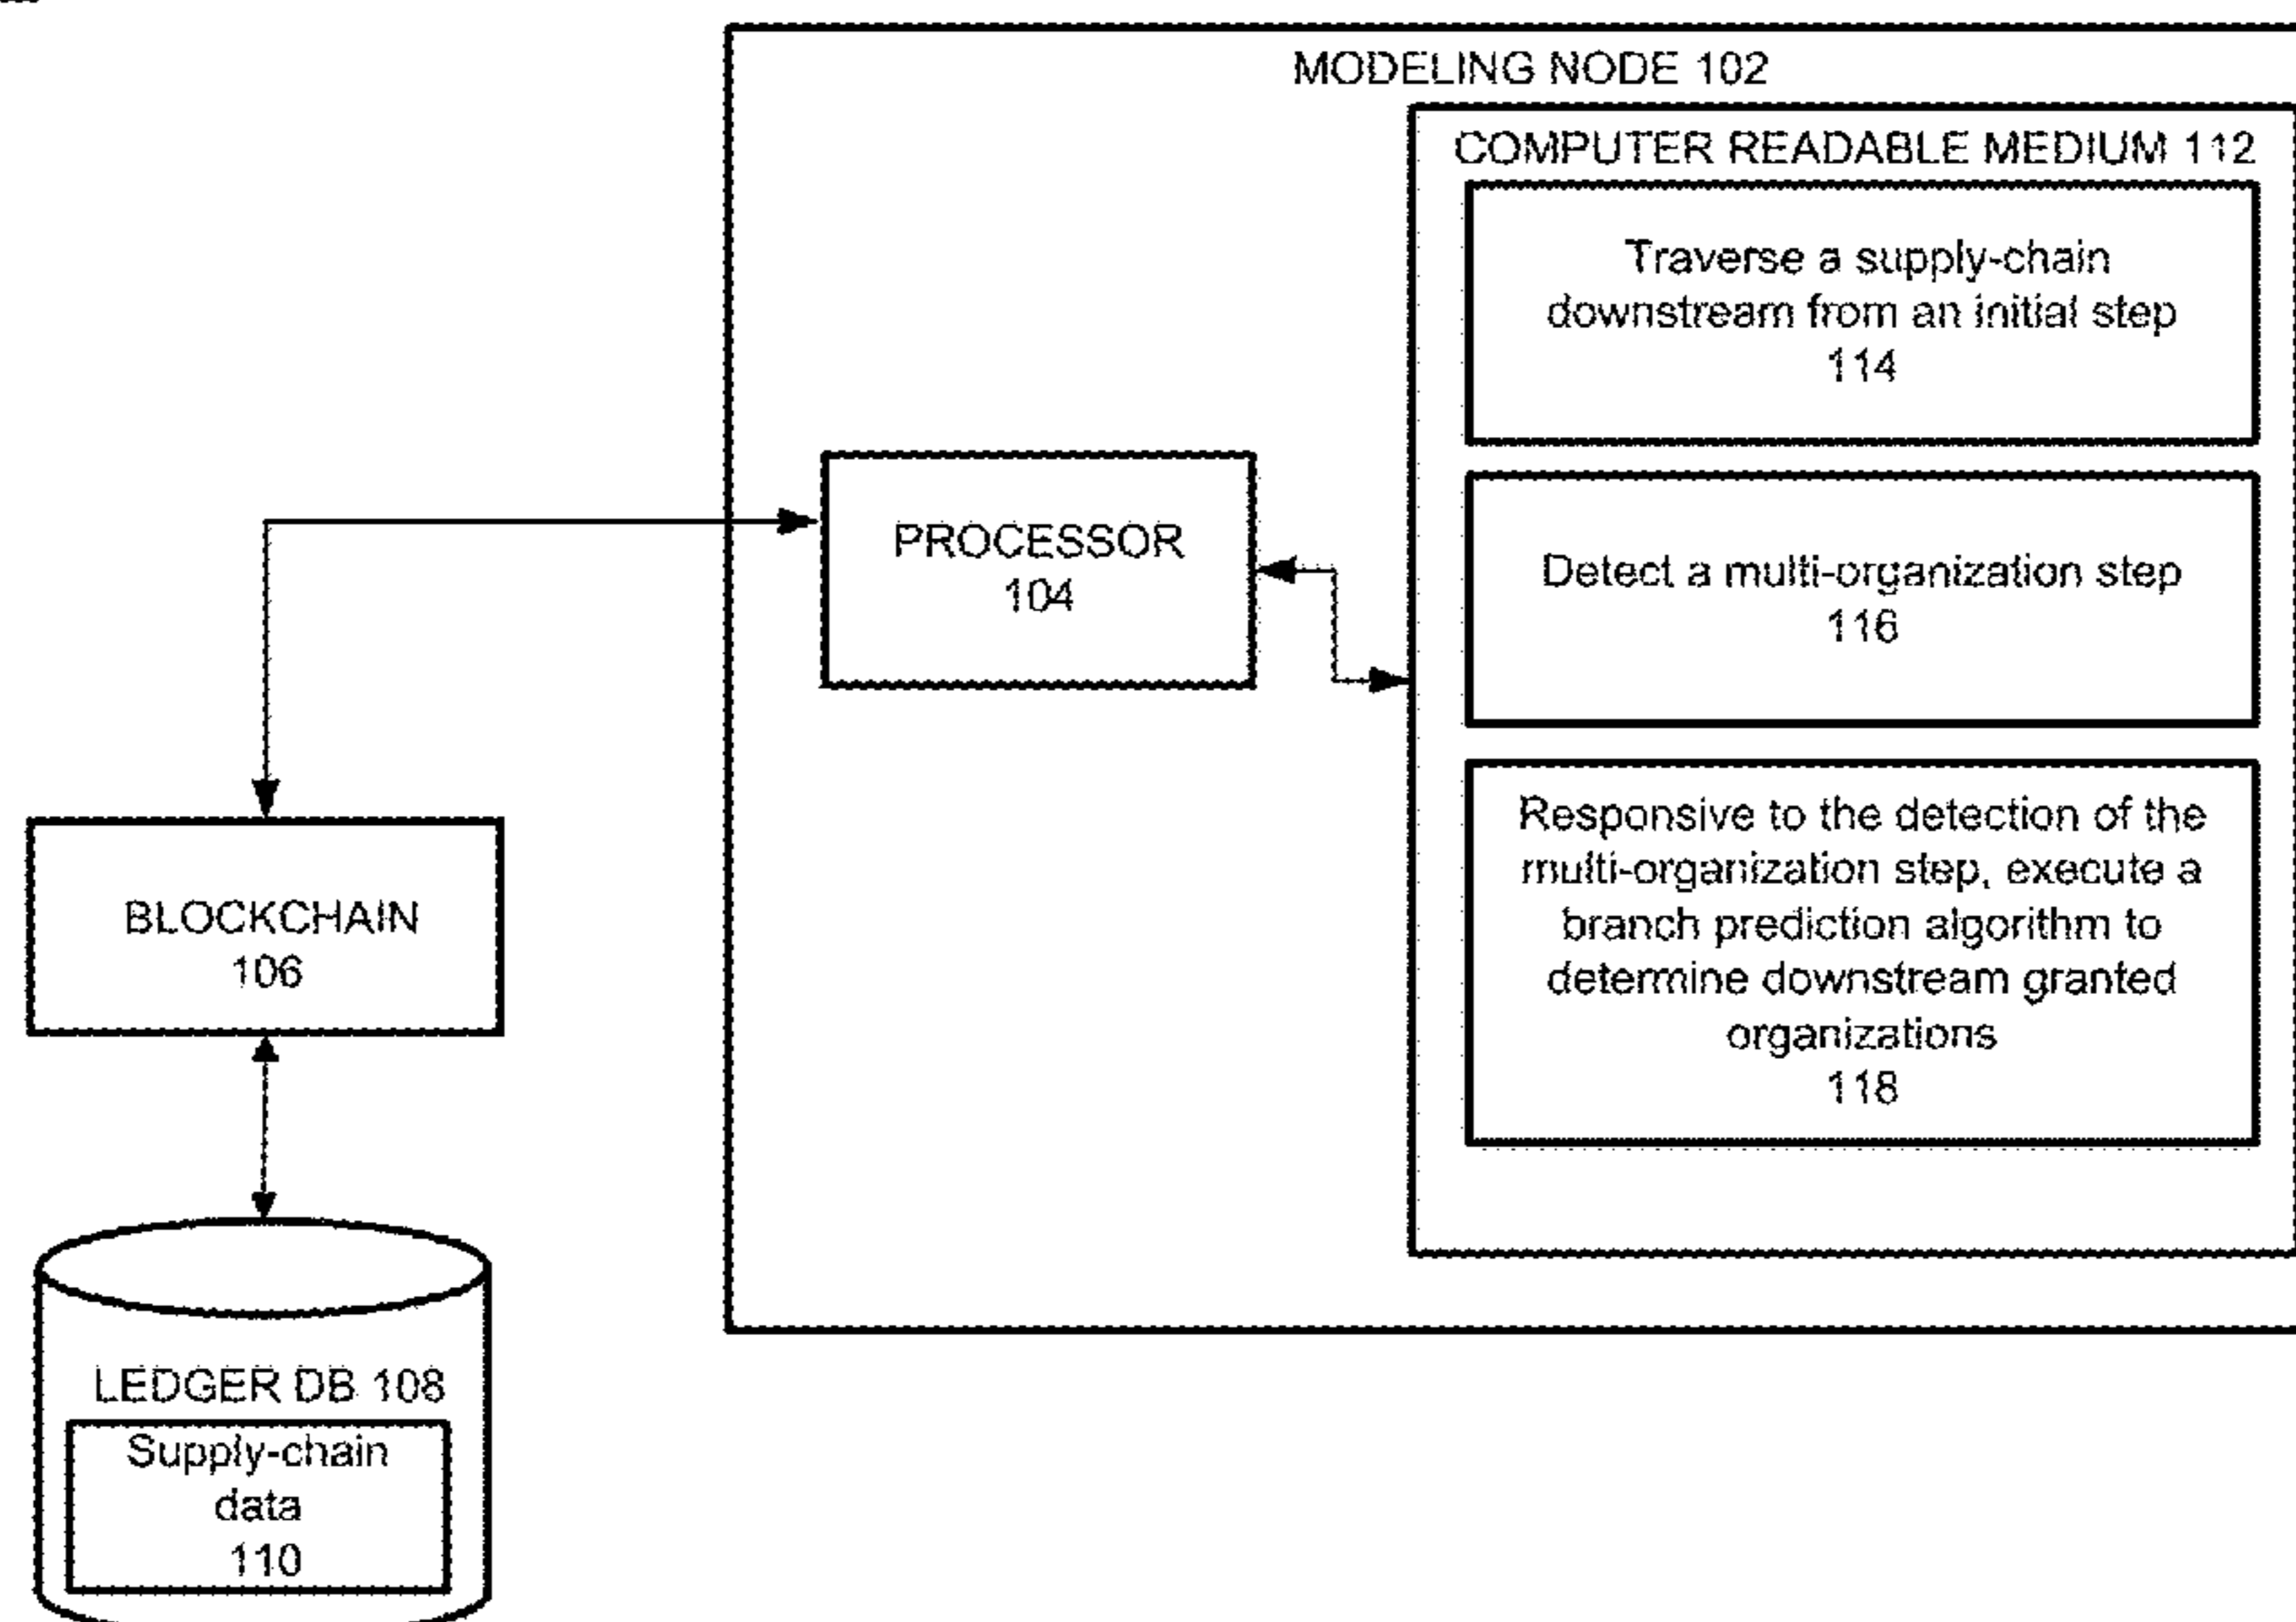 MODELING NODE 102
COMPUTER READABLE MEDIUM 112
Traverse a supply-chain
downstream from an initial step
114
PROCESSOR
104
Detect a multi-organization step
116
Responsive to the detection of the
multi-organization step, execute a
branch prediction algorithm to
determine downstream granted
organizations
118
BLOCKCHAIN
106
LEDGER DB 108
Supply-chain
data
110